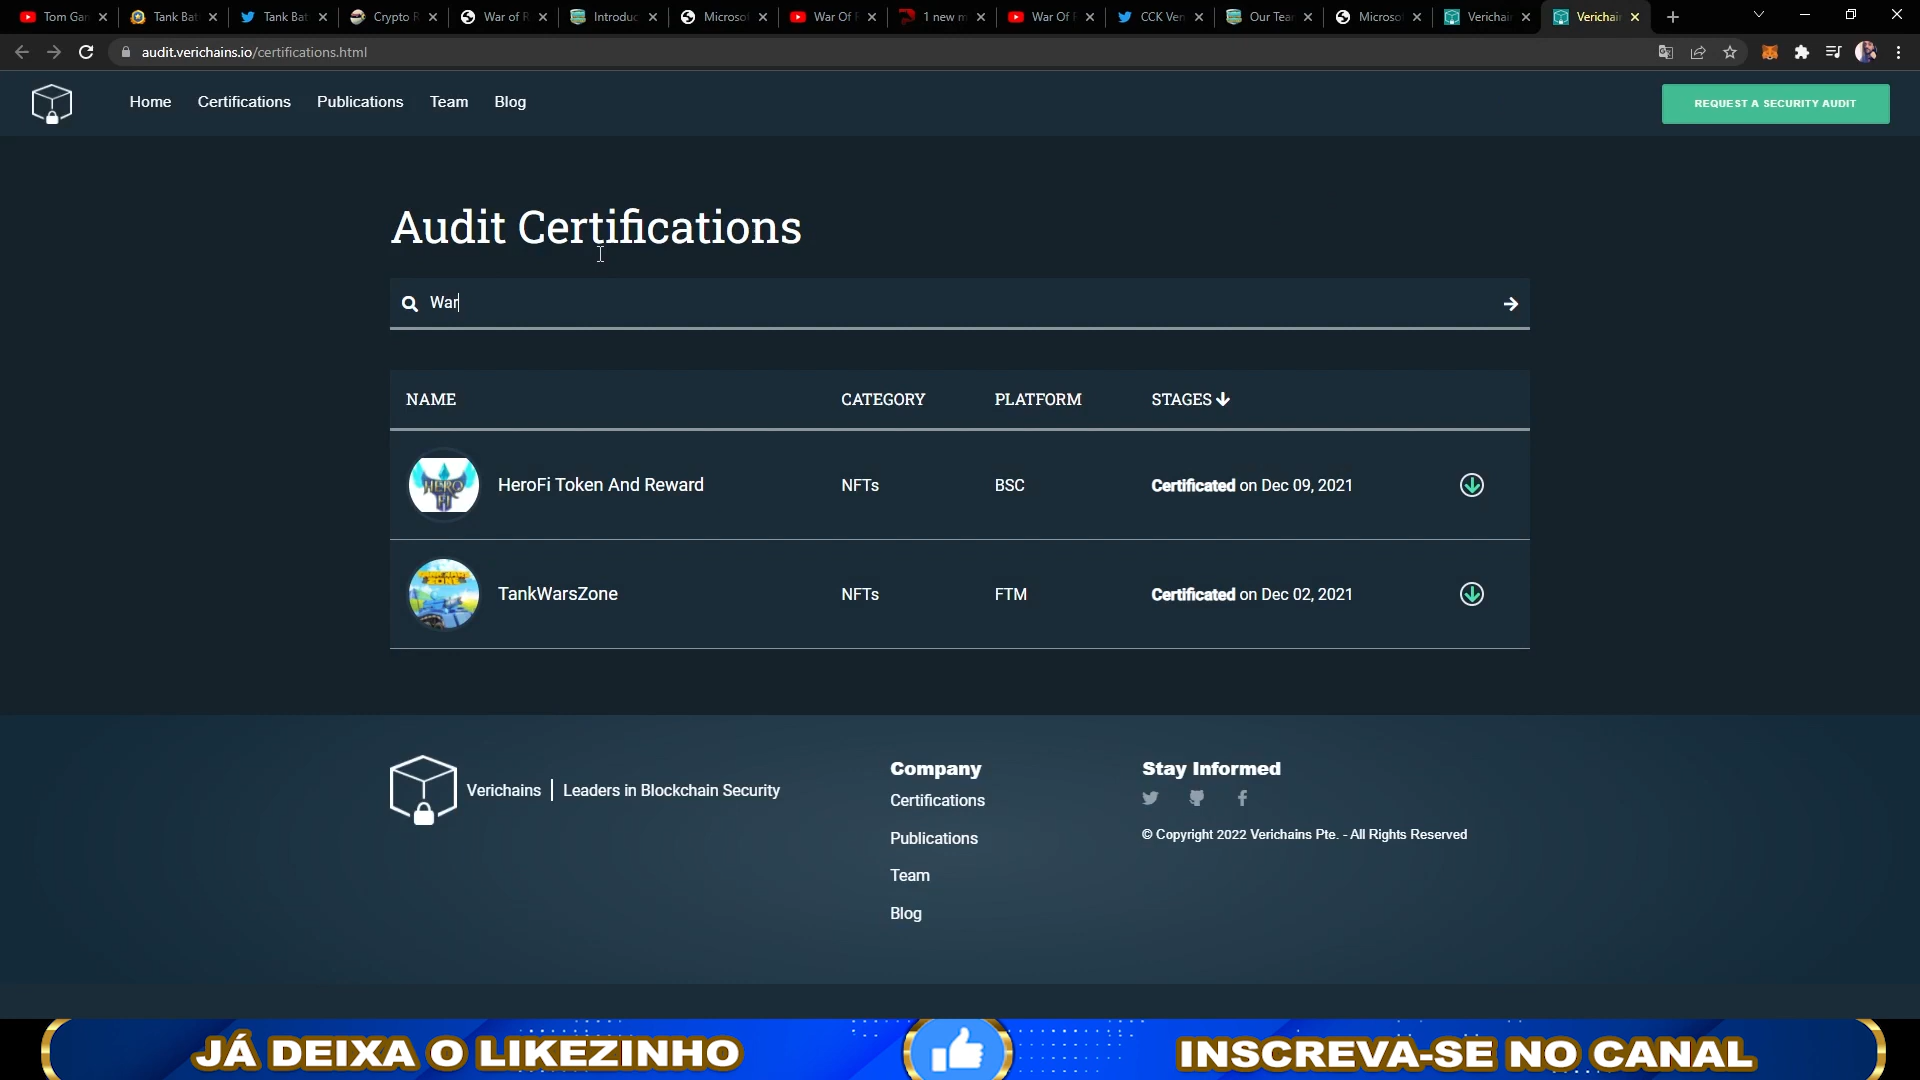 Tom Gar
Tank Bat
Tank Bat
Crypto R
War of R
Introduc
Microsof
War Of R
1 new m
War Of R
CCK Ven
Our Tea
Microsof
Verichai
Verichai
audit.verichains.io/certifications.html
Home Certifications Publications Team Blog
REQUEST A SECURITY AUDIT
Audit Certifications
War
NAME CATEGORY PLATFORM STAGES
HeroFi Token And Reward NFTs BSC Certificated on Dec 09, 2021
TankWarsZone NFTs FTM Certificated on Dec 02, 2021
Verichains | Leaders in Blockchain Security
Company
Certifications
Publications
Team
Blog
Stay Informed
© Copyright 2022 Verichains Pte. - All Rights Reserved
JÁ DEIXA O LIKEZINHO
INSCREVA-SE NO CANAL